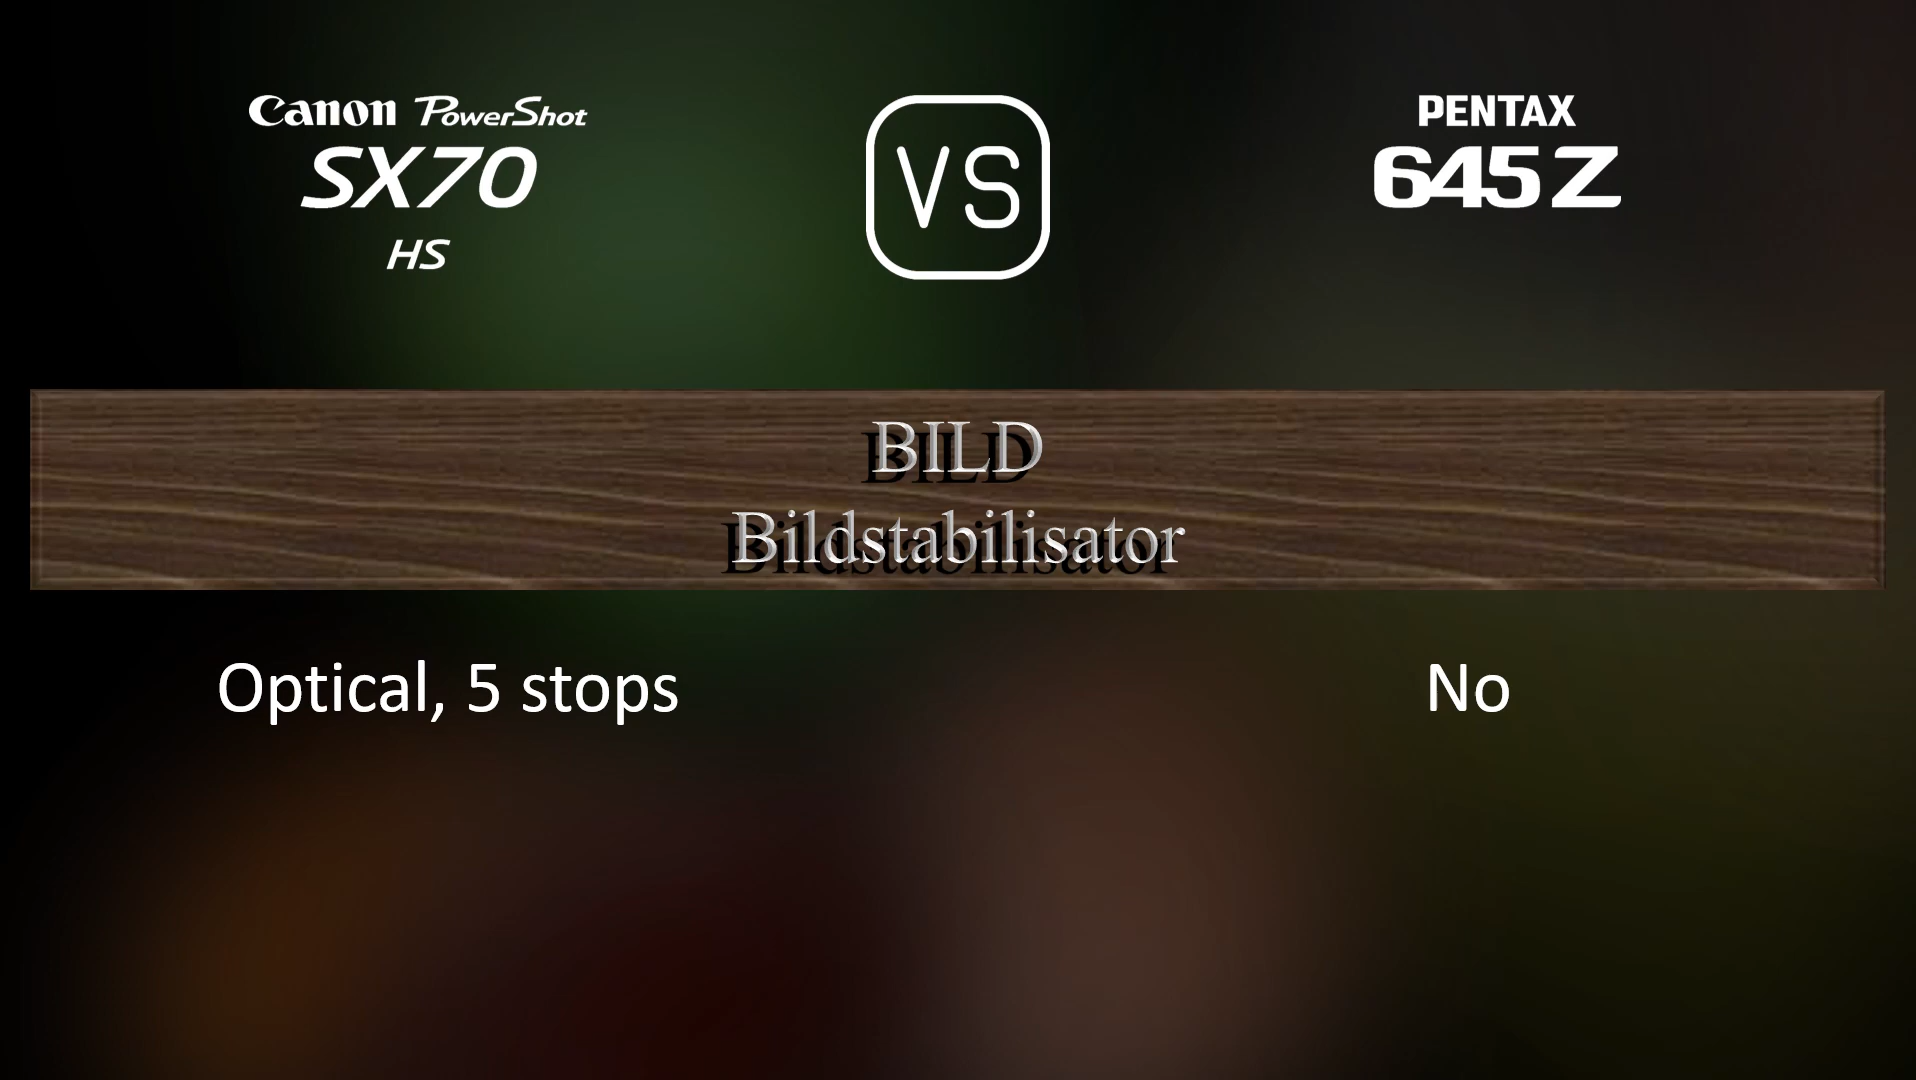 Canon PowerShot
SX70
HS
VS
PENTAX
645Z
BILD
Bildstabilisator
Optical, 5 stops
No